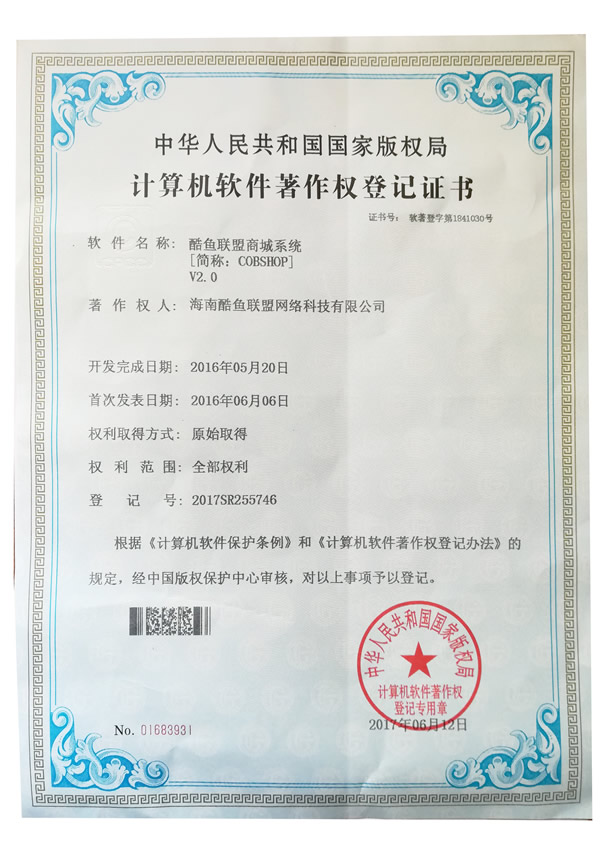 中华人民共和国国家版权局
计算机软件著作权登记证书
证书号： 软著登字第1841030号
软件名称： 酷鱼联盟商城系统
[简称：COBSHOP]
V2.0
著作权人： 海南酷鱼联盟网络科技有限公司
开发完成日期： 2016年05月20日
首次发表日期： 2016年06月06日
权利取得方式： 原始取得
权利范围： 全部权利
登记号： 2017SR255746
根据《计算机软件保护条例》和《计算机软件著作权登记办法》的
规定，经中国版权保护中心审核，对以上事项予以登记。
中华人民共和国国家版权局
计算机软件著作权
登记专用章
2017年06月12日
No. 01683931